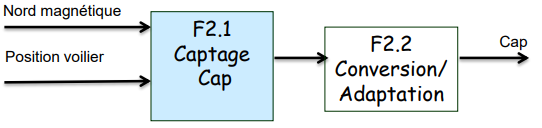 Nord magnétique
Position voilier
F2.1
Captage
Cap
F2.2
Conversion/
Adaptation
Cap